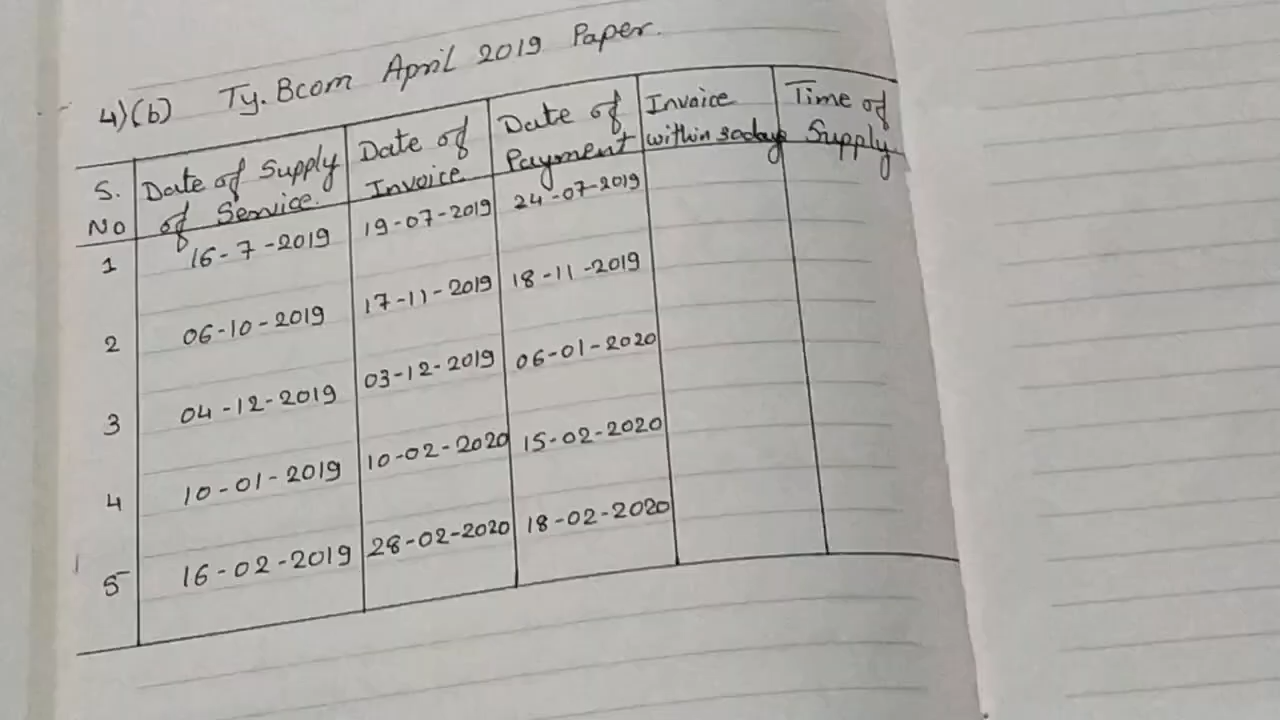 4)(b) Ty. Bcom April 2019 Paper.
S. No | Date of Supply of Service. | Date of Invoice | Date of Payment | Invoice within 30days | Time of Supply.
1 | 16-7-2019 | 19-07-2019 | 24-07-2019
2 | 06-10-2019 | 17-11-2019 | 18-11-2019
3 | 04-12-2019 | 03-12-2019 | 06-01-2020
4 | 10-01-2019 | 10-02-2020 | 15-02-2020
5 | 16-02-2019 | 28-02-2020 | 18-02-2020